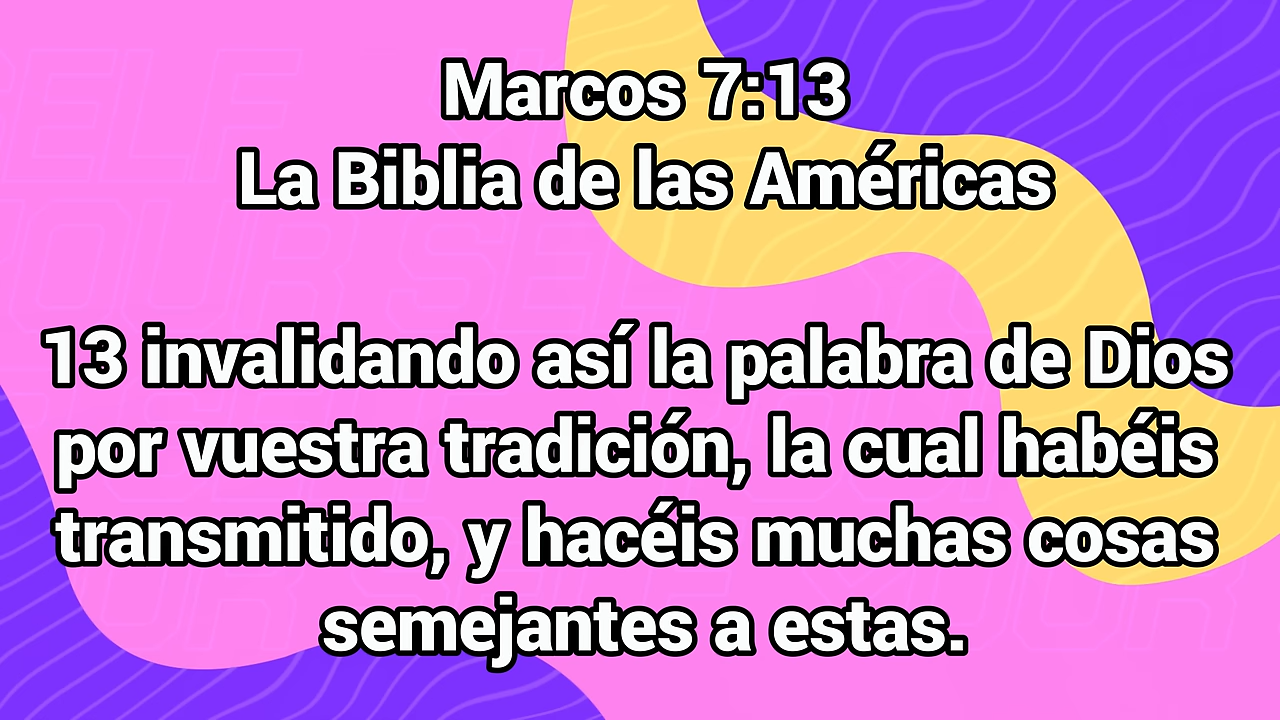 Marcos 7:13
La Biblia de las Américas
13 invalidando así la palabra de Dios
por vuestra tradición, la cual habéis
transmitido, y hacéis muchas cosas
semejantes a estas.